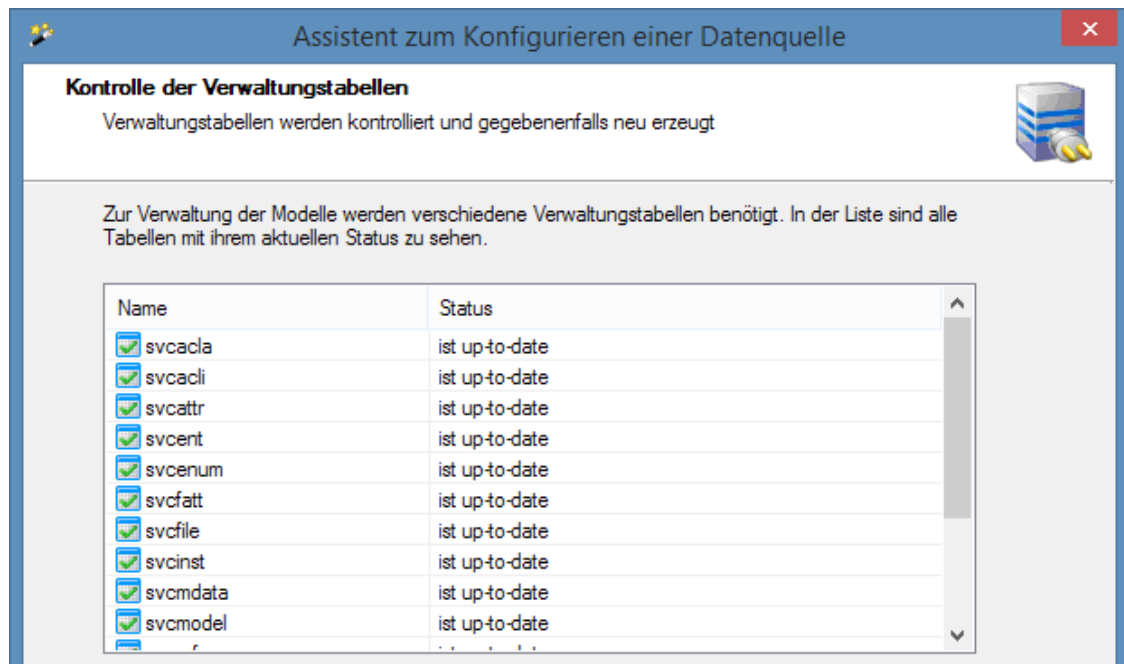 Assistent zum Konfigurieren einer Datenquelle
Kontrolle der Verwaltungstabellen
Verwaltungstabellen werden kontrolliert und gegebenenfalls neu erzeugt
Zur Verwaltung der Modelle werden verschiedene Verwaltungstabellen benötigt. In der Liste sind alle
Tabellen mit ihrem aktuellen Status zu sehen.
Name Status
svcacla ist up-to-date
svcacli ist up-to-date
svcattr ist up-to-date
svcent ist up-to-date
svcenum ist up-to-date
svcfatt ist up-to-date
svcfile ist up-to-date
svcinst ist up-to-date
svcmdata ist up-to-date
svcmodel ist up-to-date